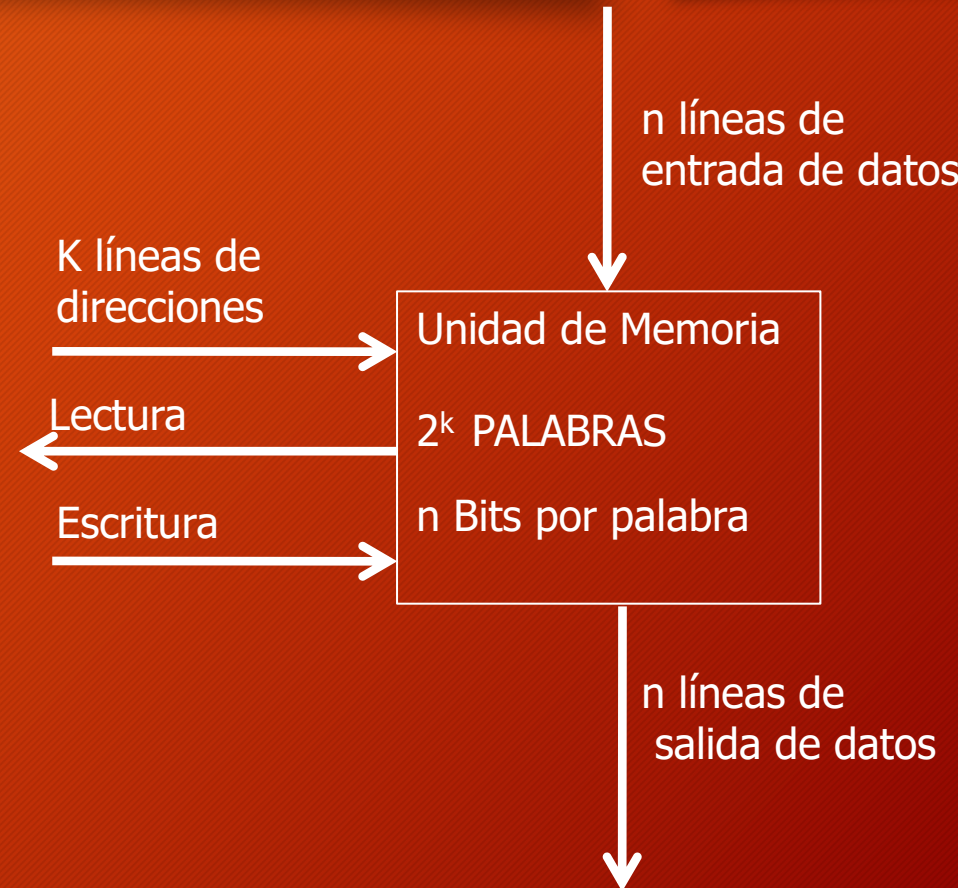 n líneas de
entrada de datos
K líneas de
direcciones
Lectura
Escritura
Unidad de Memoria
2ᵏ PALABRAS
n Bits por palabra
n líneas de
salida de datos